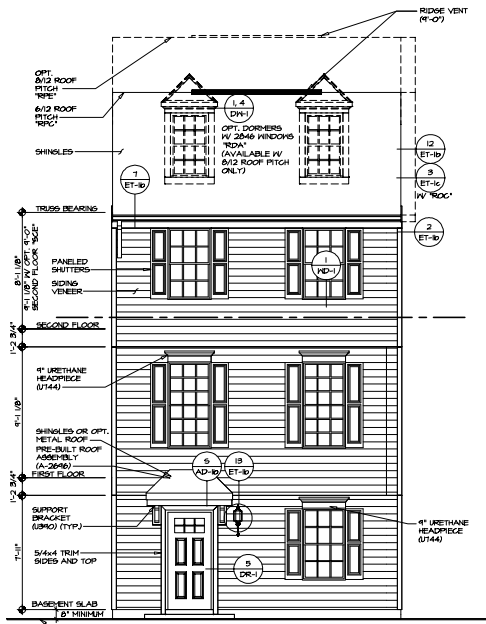 RIDGE VENT
(9'-0")
OPT.
8/12 ROOF
PITCH
"RPE"
6/12 ROOF
PITCH
"RPC"
1, 4
DW-1
OPT. DORMERS
W/ 2846 WINDOWS
"RDA"
(AVAILABLE W/
8/12 ROOF PITCH
ONLY)
SHINGLES
12
ET-1b
3
ET-1c
W/ "ROC"
7
ET-1b
TRUSS BEARING
2
ET-1b
8'-1 1/8"
9'-1 1/8" W/ OPT. 9'-0"
SECOND FLOOR "SCE"
PANELED
SHUTTERS
SIDING
VENEER
1
WD-1
SECOND FLOOR
1'-2 3/4"
9" URETHANE
HEADPIECE
(U144)
9'-1 1/8"
SHINGLES OR OPT.
METAL ROOF
PRE-BUILT ROOF
ASSEMBLY
(A-2646)
FIRST FLOOR
5
AD-1b
13
ET-1b
1'-2 3/4"
SUPPORT
BRACKET
(U390) (TYP.)
9" URETHANE
HEADPIECE
(U144)
5/4x4 TRIM
SIDES AND TOP
5
DR-1
7'-11"
BASEMENT SLAB
8" MINIMUM